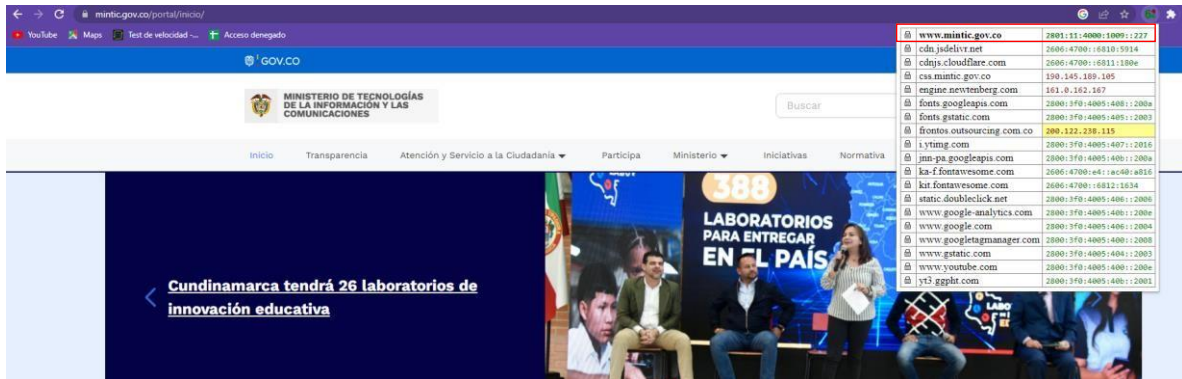 mintic.gov.co/portal/inicio/
YouTube Maps Test de velocidad -... Acceso denegado
GOV.CO
MINISTERIO DE TECNOLOGÍAS
DE LA INFORMACIÓN Y LAS
COMUNICACIONES
Buscar
Inicio Transparencia Atención y Servicio a la Ciudadanía Participa Ministerio Iniciativas Normativa
Cundinamarca tendrá 26 laboratorios de
innovación educativa
388
LABORATORIOS
PARA ENTREGAR
EN EL PAÍS
www.mintic.gov.co 2801:11:4000:1009::227
cdn.jsdelivr.net 2606:4700::6810:5914
cdnjs.cloudflare.com 2606:4700::6811:180e
css.mintic.gov.co 190.145.189.105
engine.newtenberg.com 161.0.162.167
fonts.googleapis.com 2800:3f0:4005:408::200a
fonts.gstatic.com 2800:3f0:4005:405::2003
frontos.outsourcing.com.co 200.122.238.115
i.ytimg.com 2800:3f0:4005:407::2016
jnn-pa.googleapis.com 2800:3f0:4005:40b::200a
ka-f.fontawesome.com 2606:4700:e4::ac40:a816
kit.fontawesome.com 2606:4700::6812:1634
static.doubleclick.net 2800:3f0:4005:406::2006
www.google-analytics.com 2800:3f0:4005:40b::200e
www.google.com 2800:3f0:4005:406::2004
www.googletagmanager.com 2800:3f0:4005:400::2008
www.gstatic.com 2800:3f0:4005:404::2003
www.youtube.com 2800:3f0:4005:400::200e
yt3.ggpht.com 2800:3f0:4005:40b::2001